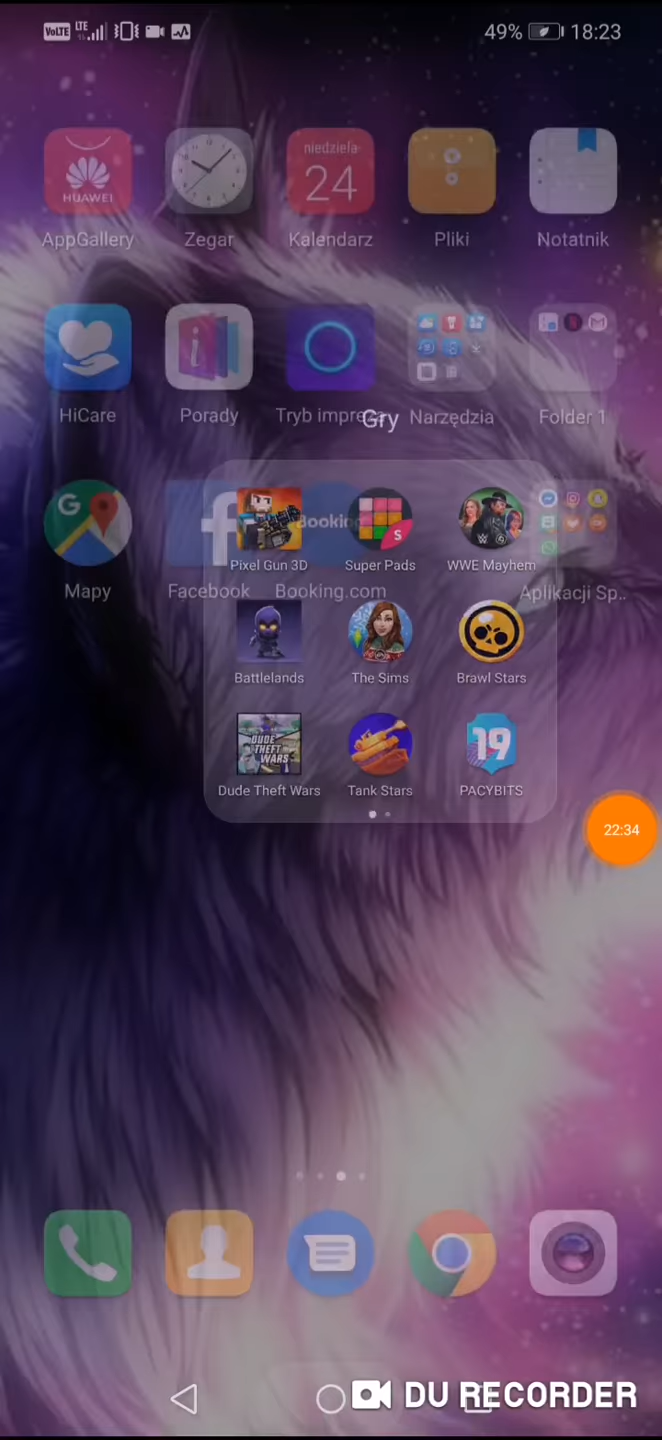 VoLTE LTE 49% 18:23
HUAWEI
niedziela
24
AppGallery Zegar Kalendarz Pliki Notatnik
HiCare Porady Tryb impreza Narzędzia Folder 1
Gry
G
f
Booking
Pixel Gun 3D Super Pads WWE Mayhem
Mapy Facebook Booking.com Aplikacji Sp..
Battlelands The Sims Brawl Stars
DUDE THEFT WARS
19
Dude Theft Wars Tank Stars PACYBITS
22:34
DU RECORDER